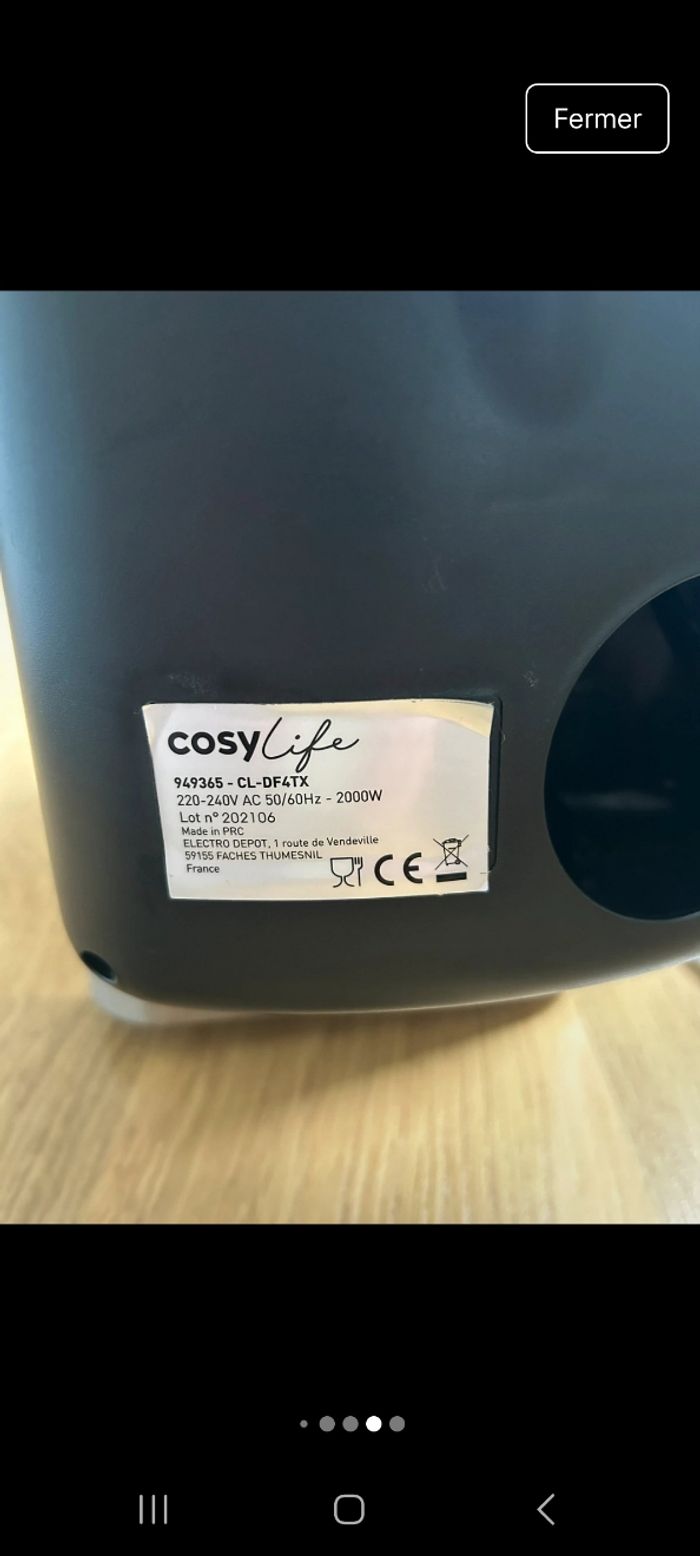 Fermer
cosylife
949365 - CL-DF4TX
220-240V AC 50/60Hz - 2000W
Lot n° 202106
Made in PRC
ELECTRO DEPOT, 1 route de Vendeville
59155 FACHES THUMESNIL
France
CE